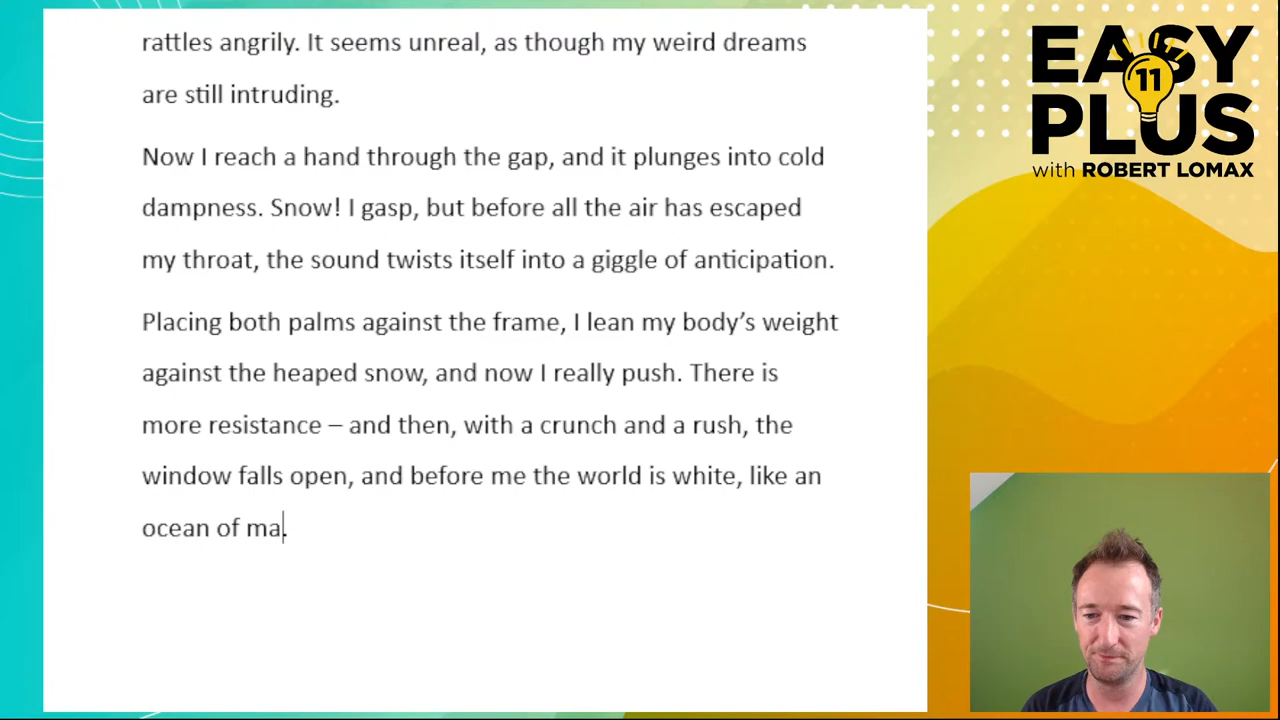 rattles angrily. It seems unreal, as though my weird dreams
are still intruding.
Now I reach a hand through the gap, and it plunges into cold
dampness. Snow! I gasp, but before all the air has escaped
my throat, the sound twists itself into a giggle of anticipation.
Placing both palms against the frame, I lean my body’s weight
against the heaped snow, and now I really push. There is
more resistance – and then, with a crunch and a rush, the
window falls open, and before me the world is white, like an
ocean of ma.
EASY
11
PLUS
with ROBERT LOMAX